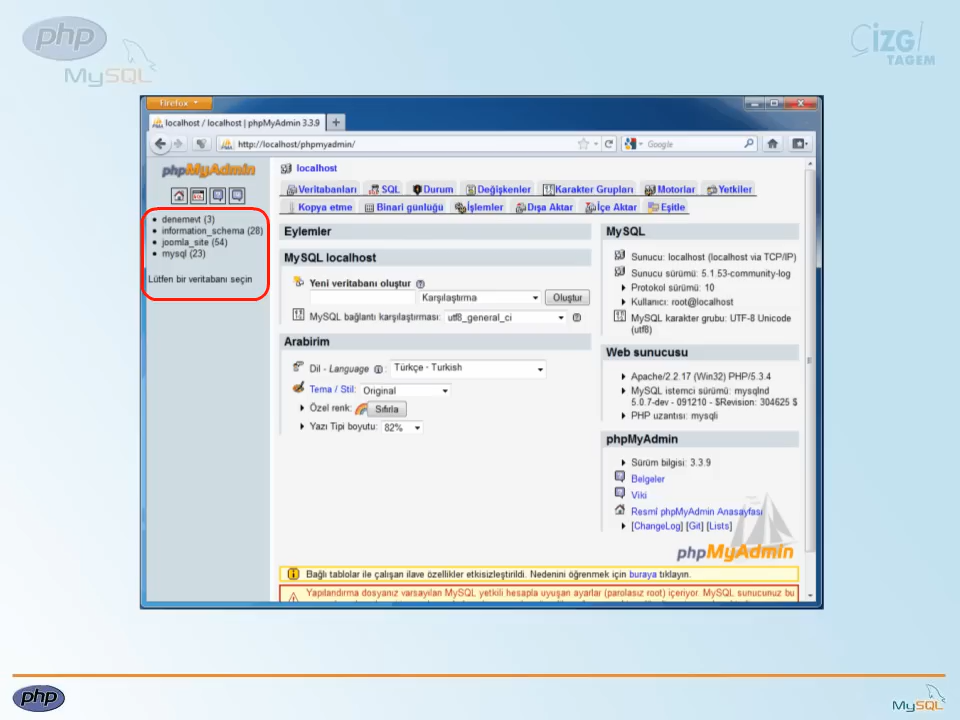 php
MySQL
ÇizGi
TAGEM
Firefox
localhost / localhost | phpMyAdmin 3.3.9
http://localhost/phpmyadmin/
Google
phpMyAdmin
denemevt (3)
information_schema (28)
joomla_site (54)
mysql (23)
Lütfen bir veritabanı seçin
localhost
Veritabanları SQL Durum Değişkenler Karakter Grupları Motorlar Yetkiler
Kopya etme Binari günlüğü İşlemler Dışa Aktar İçe Aktar Eşitle
Eylemler
MySQL localhost
Yeni veritabanı oluştur
Karşılaştırma Oluştur
MySQL bağlantı karşılaştırması: utf8_general_ci
Arabirim
Dil - Language : Türkçe - Turkish
Tema / Stil: Original
Özel renk: Sıfırla
Yazı Tipi boyutu: 82%
MySQL
Sunucu: localhost (localhost via TCP/IP)
Sunucu sürümü: 5.1.53-community-log
Protokol sürümü: 10
Kullanıcı: root@localhost
MySQL karakter grubu: UTF-8 Unicode
(utf8)
Web sunucusu
Apache/2.2.17 (Win32) PHP/5.3.4
MySQL istemci sürümü: mysqlnd
5.0.7-dev - 091210 - $Revision: 304625 $
PHP uzantısı: mysqli
phpMyAdmin
Sürüm bilgisi: 3.3.9
Belgeler
Viki
Resmî phpMyAdmin Anasayfası
[ChangeLog] [Git] [Lists]
phpMyAdmin
Bağlı tablolar ile çalışan ilave özellikler etkisizleştirildi. Nedenini öğrenmek için buraya tıklayın.
Yapılandırma dosyanız varsayılan MySQL yetkili hesapla uyuşan ayarlar (parolasız root) içeriyor. MySQL sunucunuz bu
php
MySQL